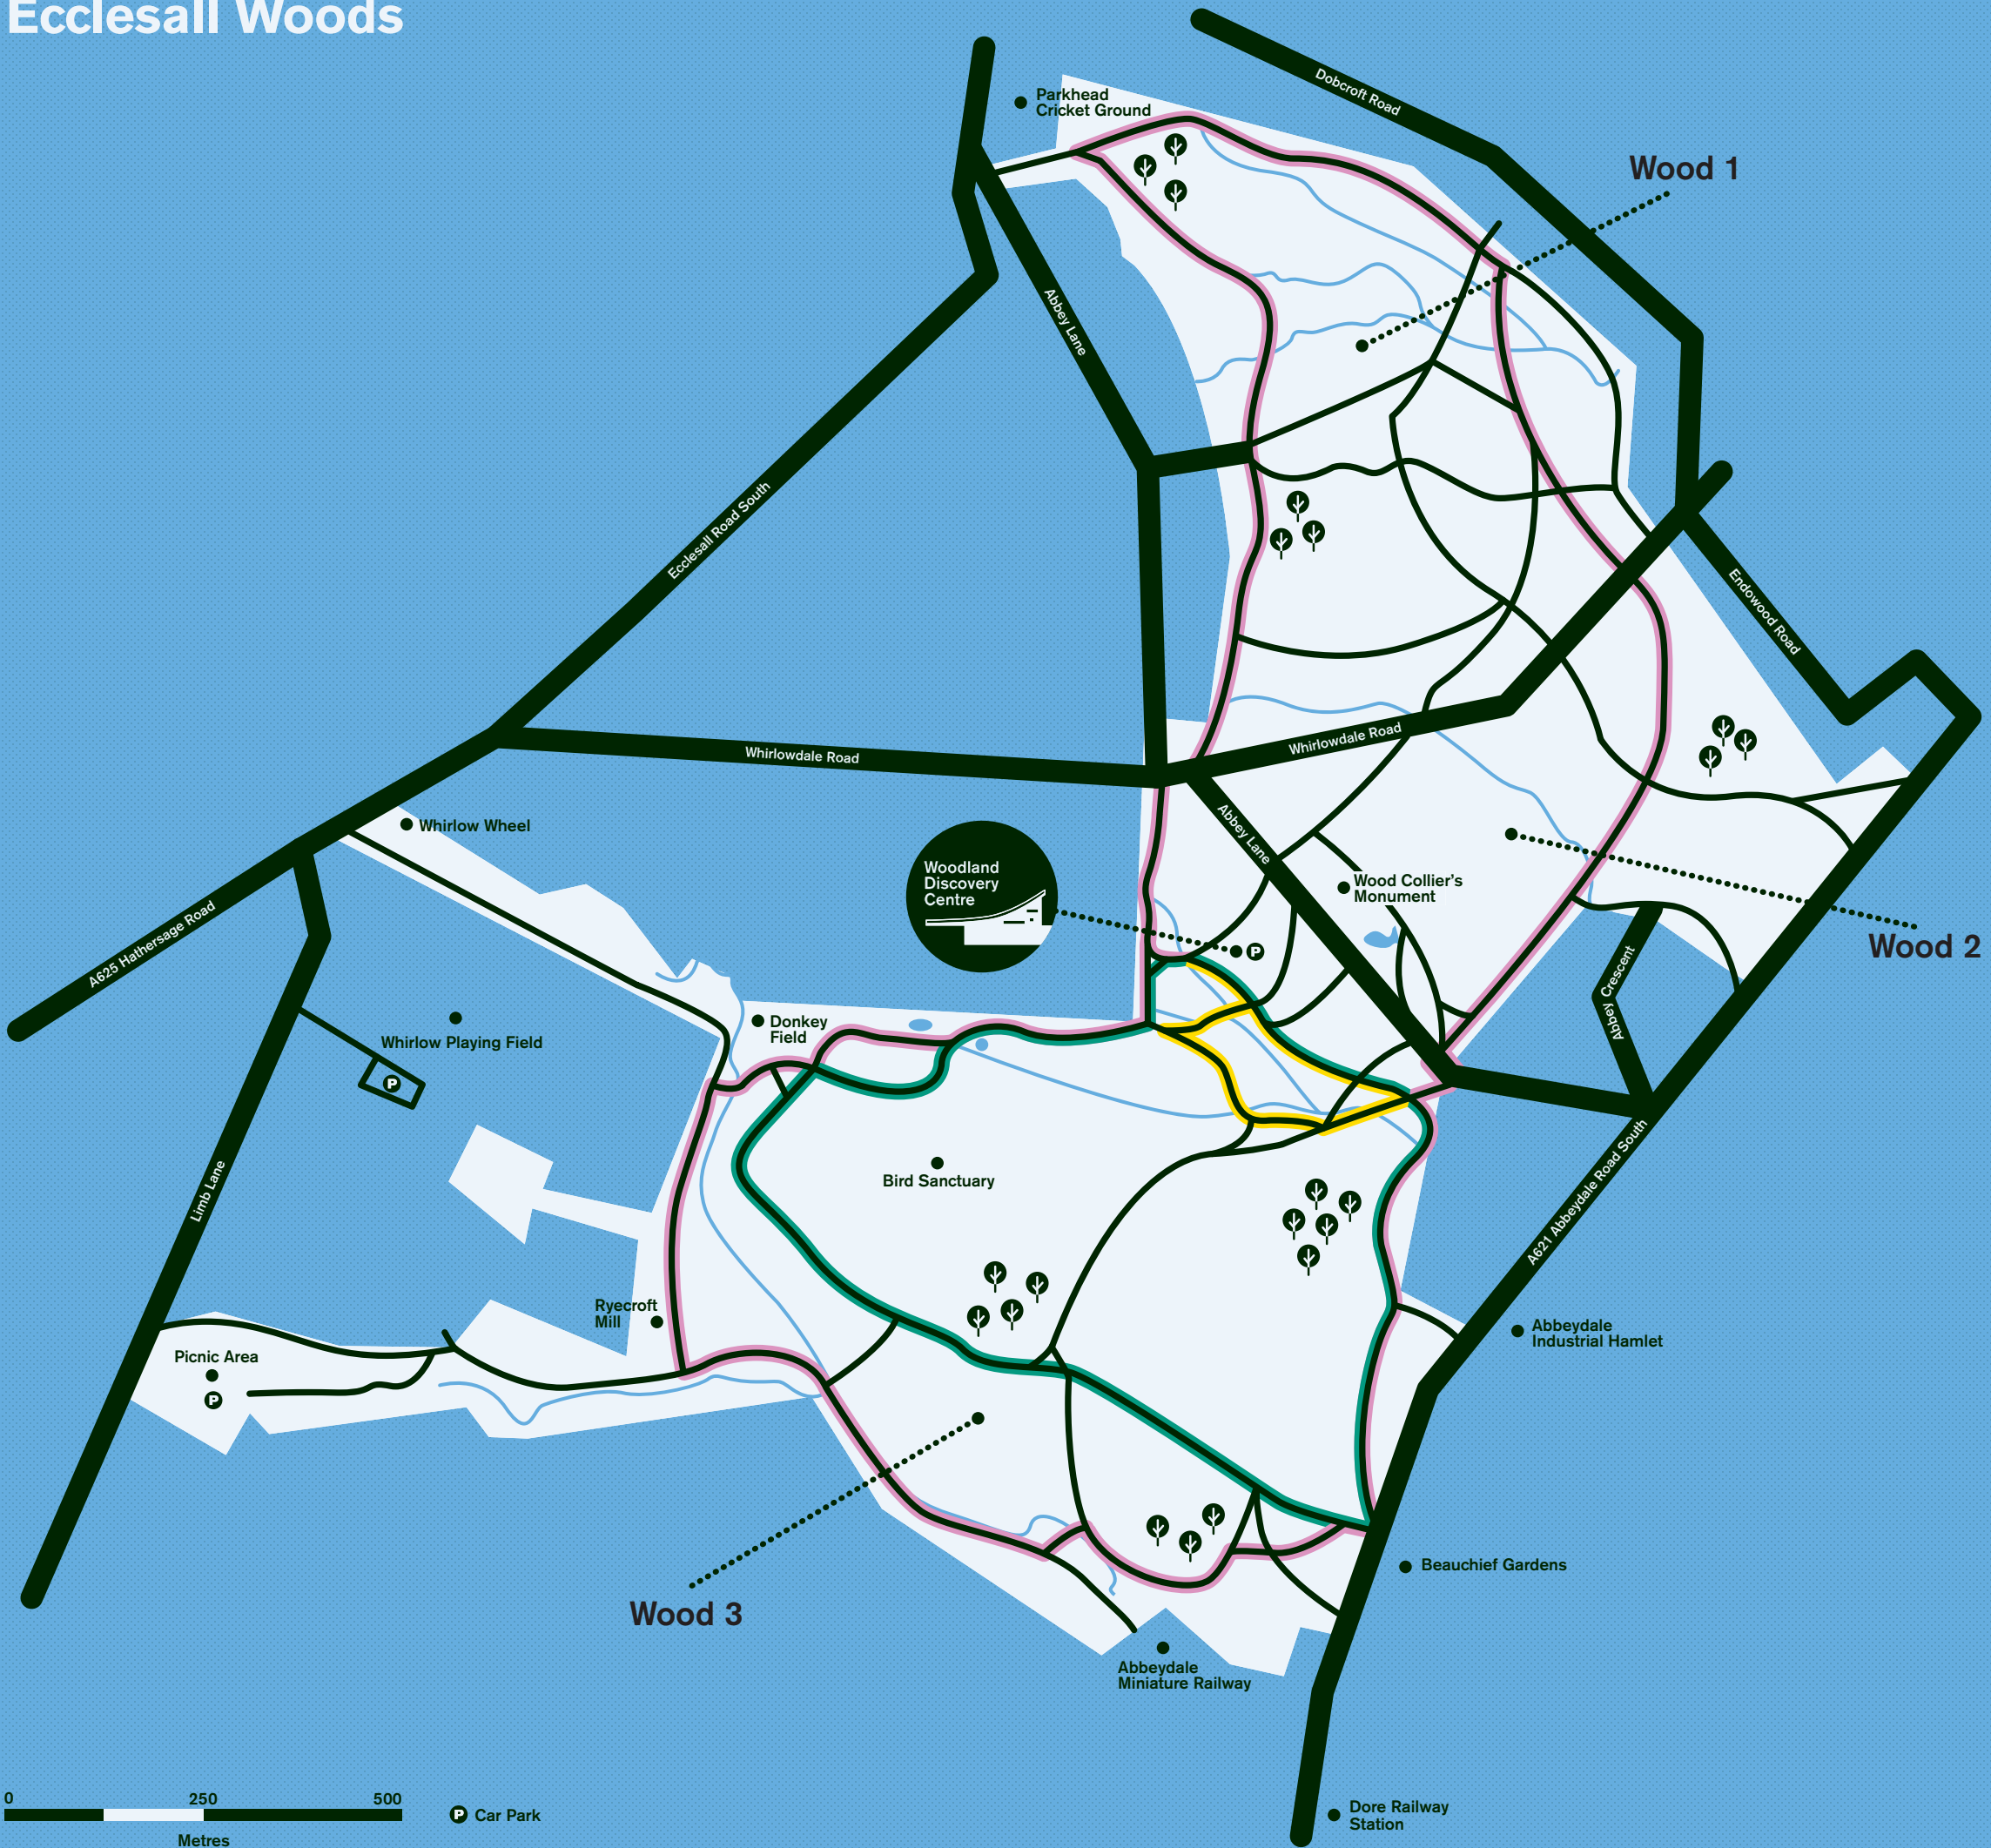 Ecclesall Woods
Dobcroft Road
Parkhead
Cricket Ground
Wood 1
Abbey Lane
Ecclesall Road South
Endowood Road
Whirlowdale Road
Whirlowdale Road
Abbey Lane
Whirlow Wheel
Woodland
Discovery
Centre
Wood Collier's
Monument
P
Wood 2
A625 Hathersage Road
Abbey Crescent
Donkey
Field
Whirlow Playing Field
P
Bird Sanctuary
Limb Lane
A621 Abbeydale Road South
Ryecroft
Mill
Abbeydale
Industrial Hamlet
Picnic Area
P
Beauchief Gardens
Wood 3
Abbeydale
Miniature Railway
0 250 500
Metres
P Car Park
Dore Railway
Station